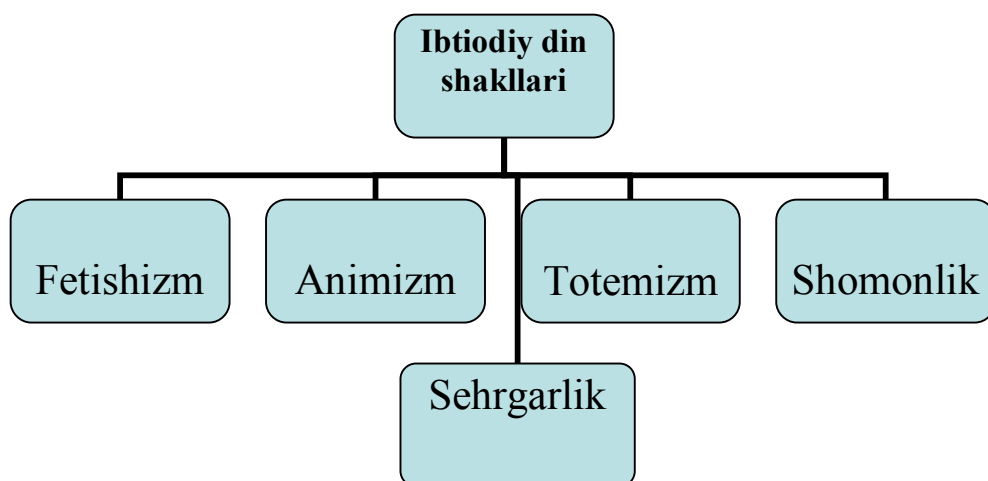 Ibtiodiy din
shakllari
Fetishizm
Animizm
Totemizm
Shomonlik
Sehrgarlik